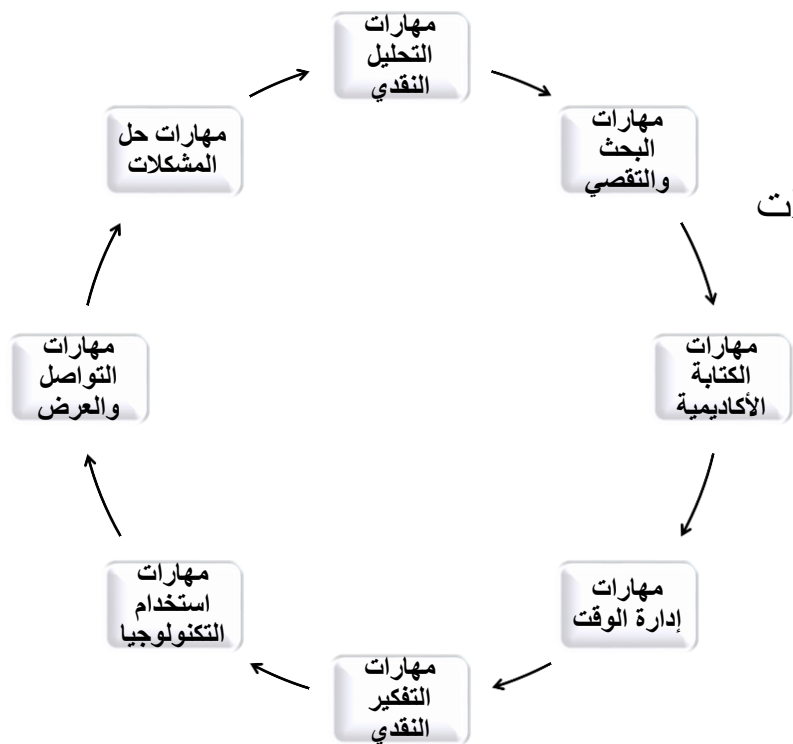 مهارات
التحليل
النقدي
مهارات
البحث
والتقصي
مهارات
الكتابة
الأكاديمية
مهارات
إدارة الوقت
مهارات
التفكير
النقدي
مهارات
استخدام
التكنولوجيا
مهارات
التواصل
والعرض
مهارات حل
المشكلات